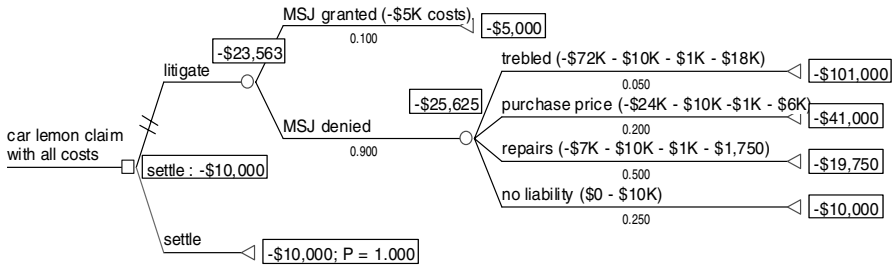 MSJ granted (-$5K costs)
-$5,000
0.100
-$23,563
litigate
trebled (-$72K - $10K - $1K - $18K)
-$101,000
0.050
-$25,625
purchase price (-$24K - $10K -$1K - $6K)
-$41,000
0.200
MSJ denied
0.900
car lemon claim
with all costs
settle : -$10,000
repairs (-$7K - $10K - $1K - $1,750)
-$19,750
0.500
no liability ($0 - $10K)
-$10,000
0.250
settle
-$10,000; P = 1.000